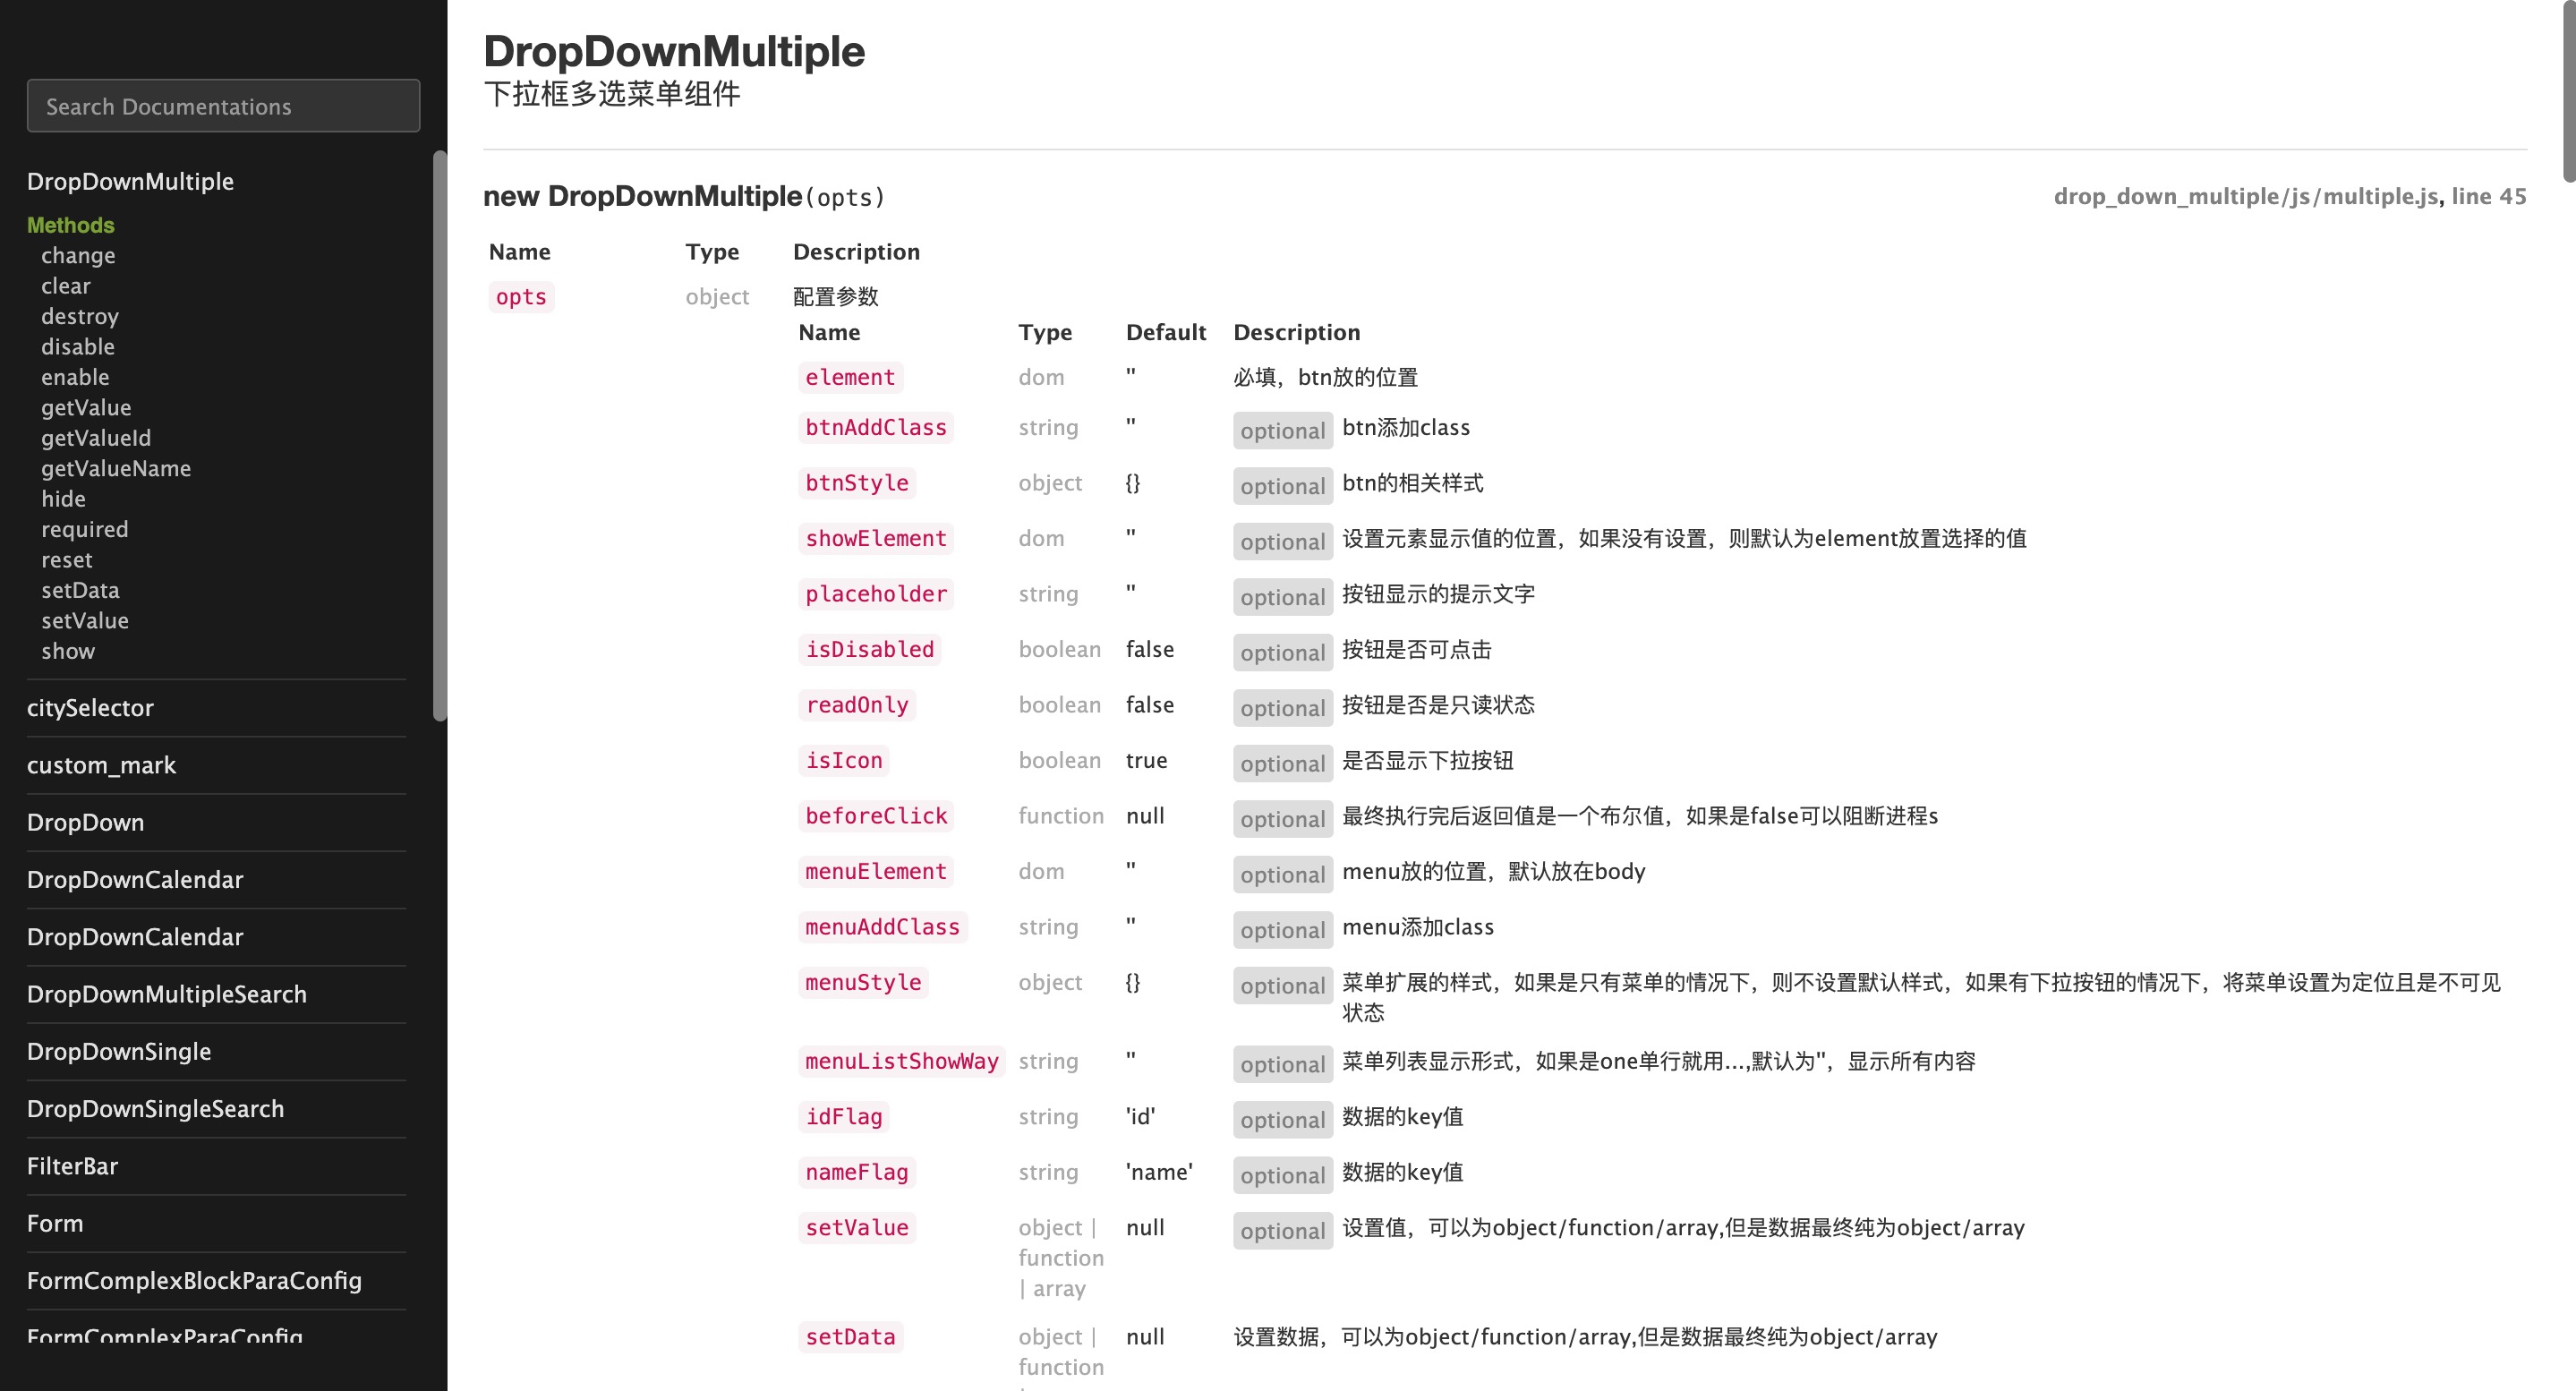 Search Documentations
DropDownMultiple
Methods
change
clear
destroy
disable
enable
getValue
getValueId
getValueName
hide
required
reset
setData
setValue
show
citySelector
custom_mark
DropDown
DropDownCalendar
DropDownCalendar
DropDownMultipleSearch
DropDownSingle
DropDownSingleSearch
FilterBar
Form
FormComplexBlockParaConfig
FormComplexParaConfig
DropDownMultiple
下拉框多选菜单组件
new DropDownMultiple(opts) drop_down_multiple/js/multiple.js, line 45
Name Type Description
opts object 配置参数
Name Type Default Description
element dom '' 必填，btn放的位置
btnAddClass string '' optional btn添加class
btnStyle object {} optional btn的相关样式
showElement dom '' optional 设置元素显示值的位置，如果没有设置，则默认为element放置选择的值
placeholder string '' optional 按钮显示的提示文字
isDisabled boolean false optional 按钮是否可点击
readOnly boolean false optional 按钮是否是只读状态
isIcon boolean true optional 是否显示下拉按钮
beforeClick function null optional 最终执行完后返回值是一个布尔值，如果是false可以阻断进程s
menuElement dom '' optional menu放的位置，默认放在body
menuAddClass string '' optional menu添加class
menuStyle object {} optional 菜单扩展的样式，如果是只有菜单的情况下，则不设置默认样式，如果有下拉按钮的情况下，将菜单设置为定位且是不可见
状态
menuListShowWay string '' optional 菜单列表显示形式，如果是one单行就用...,默认为''，显示所有内容
idFlag string 'id' optional 数据的key值
nameFlag string 'name' optional 数据的key值
setValue object | null optional 设置值，可以为object/function/array,但是数据最终纯为object/array
function
| array
setData object | null 设置数据，可以为object/function/array,但是数据最终纯为object/array
function